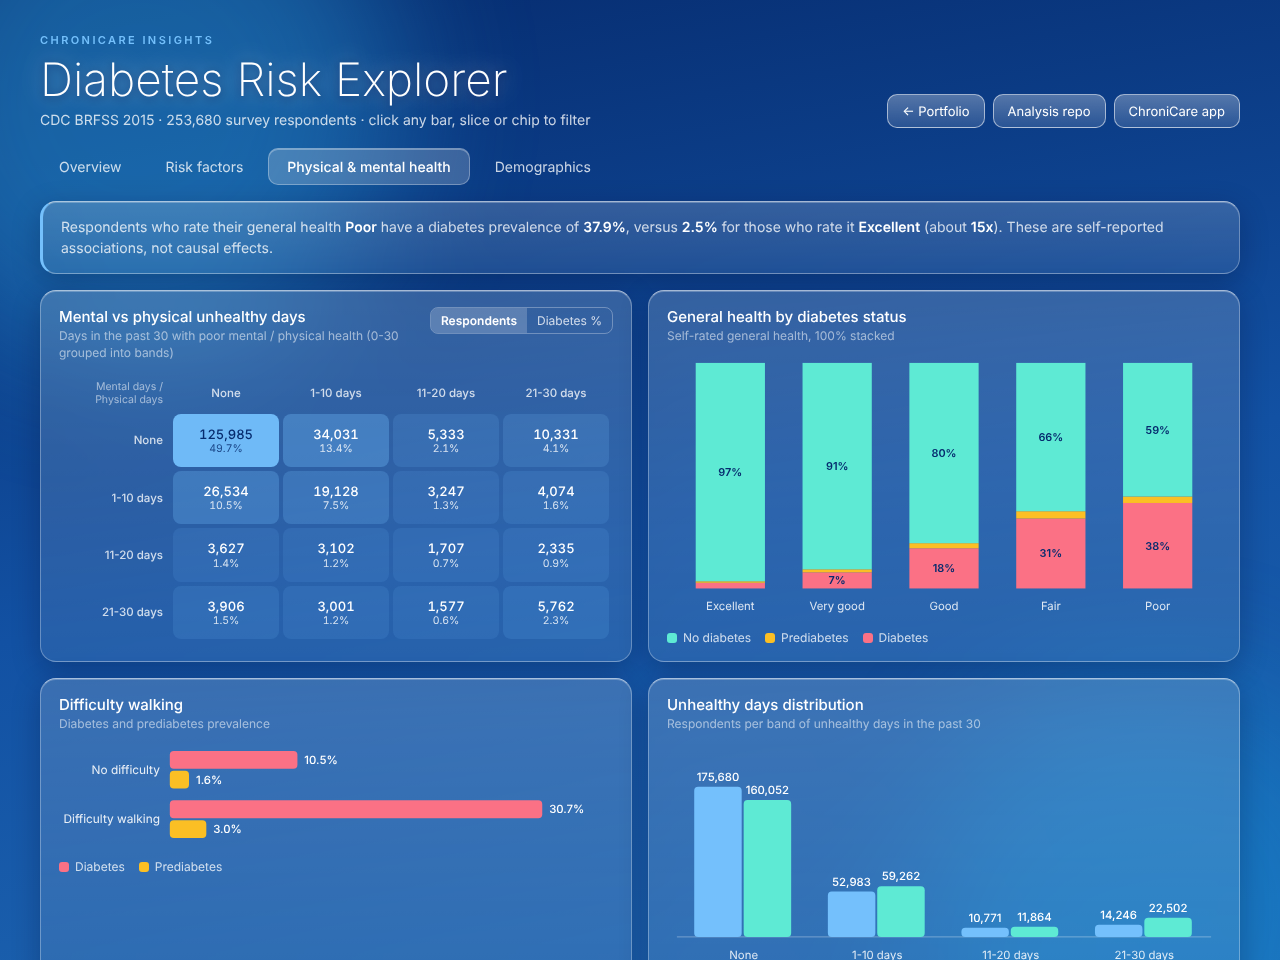 CHRONICARE INSIGHTS
Diabetes Risk Explorer
CDC BRFSS 2015 · 253,680 survey respondents · click any bar, slice or chip to filter
← Portfolio
Analysis repo
ChroniCare app
Overview
Risk factors
Physical & mental health
Demographics
Respondents who rate their general health Poor have a diabetes prevalence of 37.9%, versus 2.5% for those who rate it Excellent (about 15x). These are self-reported
associations, not causal effects.
Mental vs physical unhealthy days
Days in the past 30 with poor mental / physical health (0-30
grouped into bands)
Respondents
Diabetes %
Mental days /
Physical days
None
1-10 days
11-20 days
21-30 days
None
125,985
49.7%
34,031
13.4%
5,333
2.1%
10,331
4.1%
1-10 days
26,534
10.5%
19,128
7.5%
3,247
1.3%
4,074
1.6%
11-20 days
3,627
1.4%
3,102
1.2%
1,707
0.7%
2,335
0.9%
21-30 days
3,906
1.5%
3,001
1.2%
1,577
0.6%
5,762
2.3%
General health by diabetes status
Self-rated general health, 100% stacked
97%
91%
7%
80%
18%
66%
31%
59%
38%
Excellent
Very good
Good
Fair
Poor
No diabetes
Prediabetes
Diabetes
Difficulty walking
Diabetes and prediabetes prevalence
No difficulty
10.5%
1.6%
Difficulty walking
30.7%
3.0%
Diabetes
Prediabetes
Unhealthy days distribution
Respondents per band of unhealthy days in the past 30
175,680
160,052
52,983
59,262
10,771
11,864
14,246
22,502
None
1-10 days
11-20 days
21-30 days